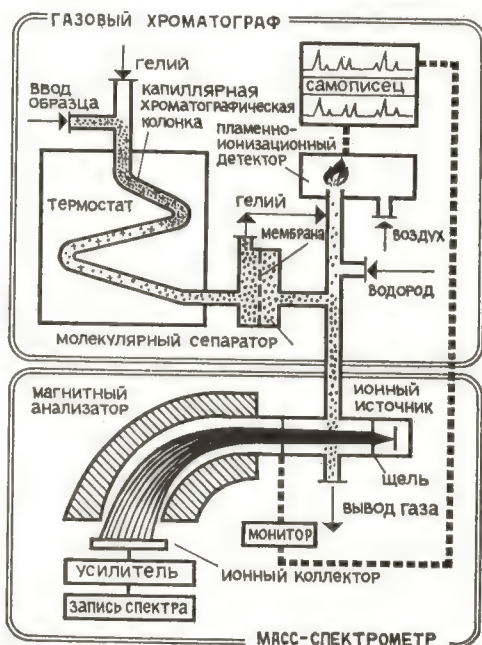 ГАЗОВЫЙ ХРОМАТОГРАФ
ГЕЛИЙ
ВВОД
ОБРАЗЦА
КАПИЛЛЯРНАЯ
ХРОМАТОГРАФИЧЕСКАЯ
КОЛОНКА
САМОПИСЕЦ
ПЛАМЕННО-
ИОНИЗАЦИОННЫЙ
ДЕТЕКТОР
ТЕРМОСТАТ
ГЕЛИЙ
МЕМБРАНА
ВОЗДУХ
ВОДОРОД
МОЛЕКУЛЯРНЫЙ СЕПАРАТОР
МАГНИТНЫЙ
АНАЛИЗАТОР
ИОННЫЙ
ИСТОЧНИК
ЩЕЛЬ
ВЫВОД ГАЗА
МОНИТОР
ИОННЫЙ КОЛЛЕКТОР
УСИЛИТЕЛЬ
ЗАПИСЬ СПЕКТРА
МАСС-СПЕКТРОМЕТР